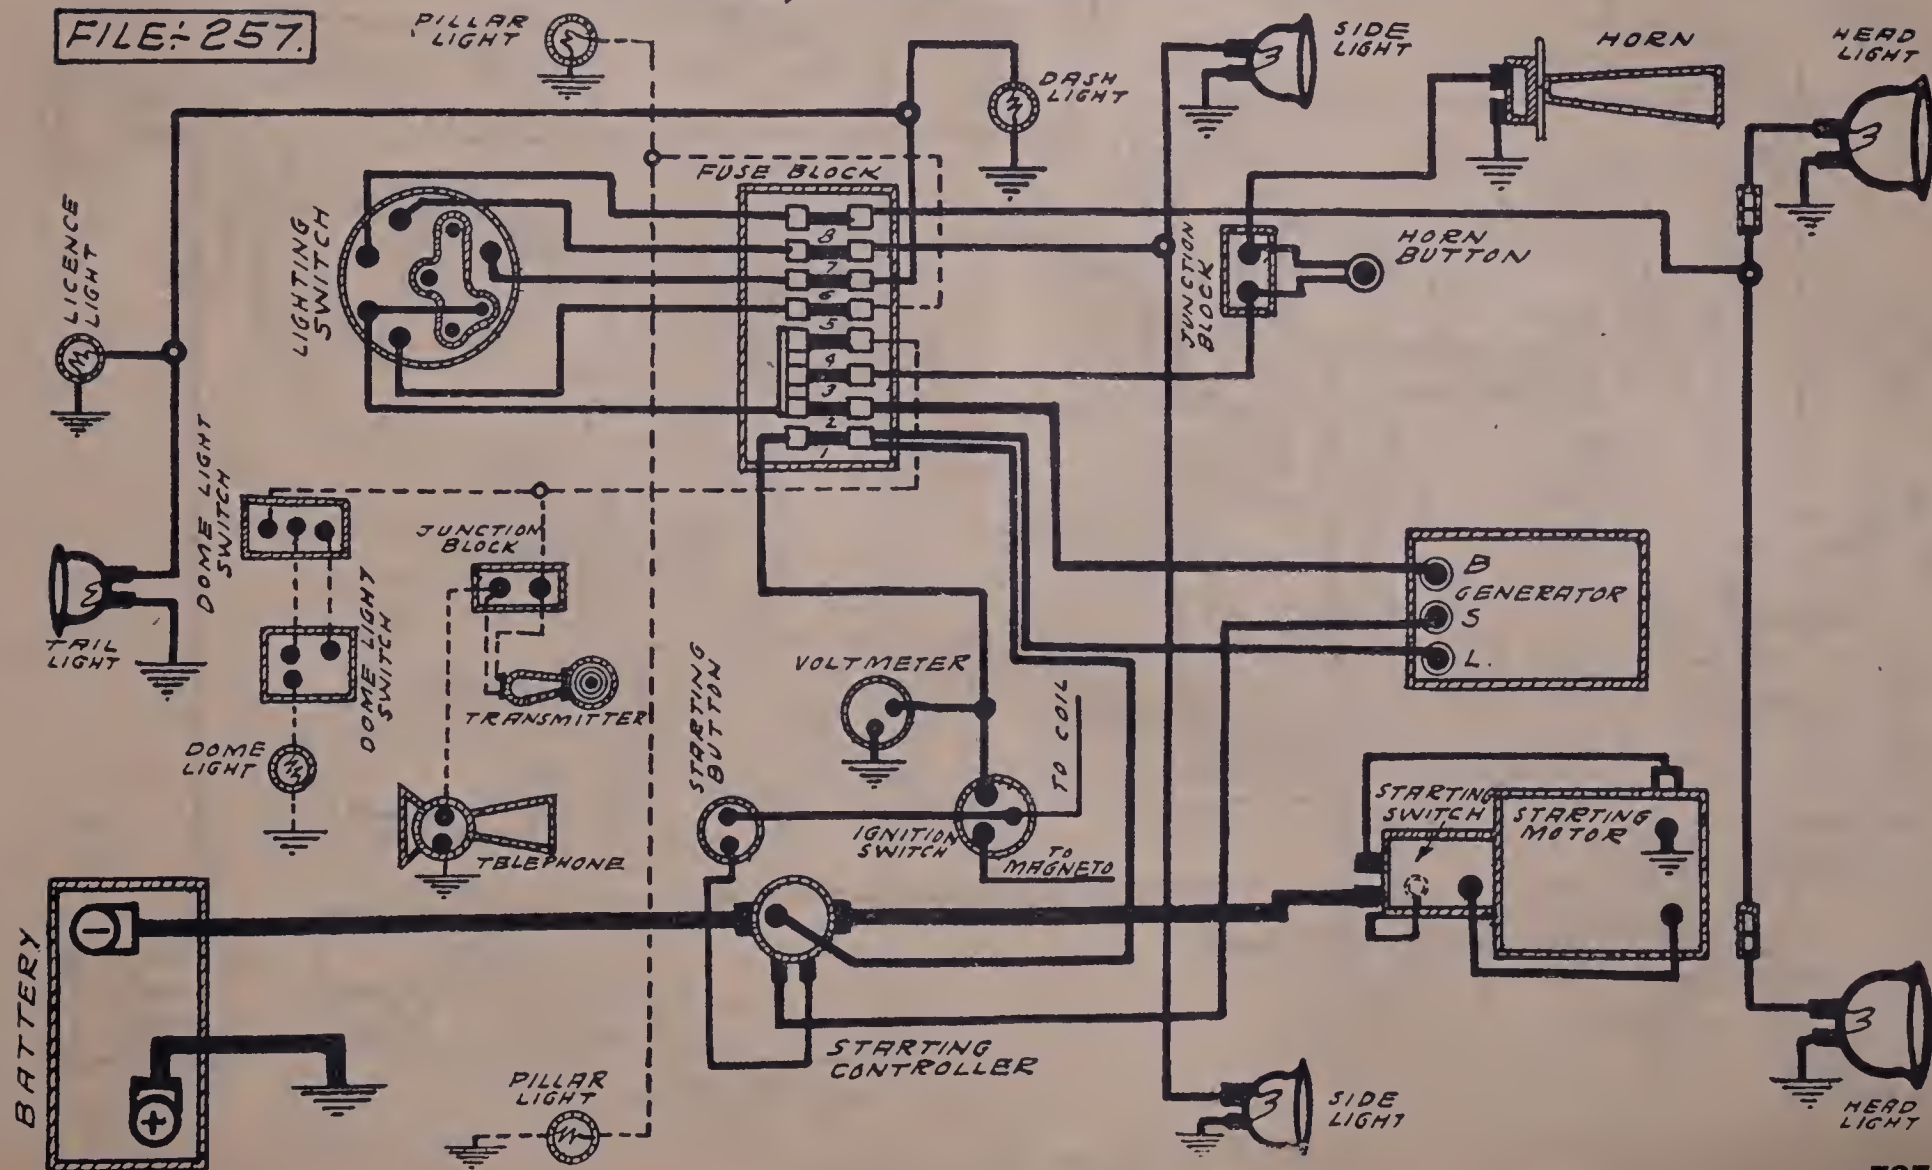 FILE:-257.
PILLAR
LIGHT
DASH
LIGHT
SIDE
LIGHT
HORN
HEAD
LIGHT
LICENCE
LIGHT
LIGHTING
SWITCH
FUSE BLOCK
8
7
6
5
4
3
2
1
JUNCTION
BLOCK
HORN
BUTTON
DOME LIGHT
SWITCH
JUNCTION
BLOCK
DOME LIGHT
SWITCH
TAIL
LIGHT
DOME
LIGHT
TRANSMITTER
TELEPHONE
STARTING
BUTTON
VOLTMETER
TO COIL
IGNITION
SWITCH
TO
MAGNETO
B
GENERATOR
S
L.
STARTING
SWITCH
STARTING
MOTOR
BATTERY
−
+
STARTING
CONTROLLER
PILLAR
LIGHT
SIDE
LIGHT
HEAD
LIGHT